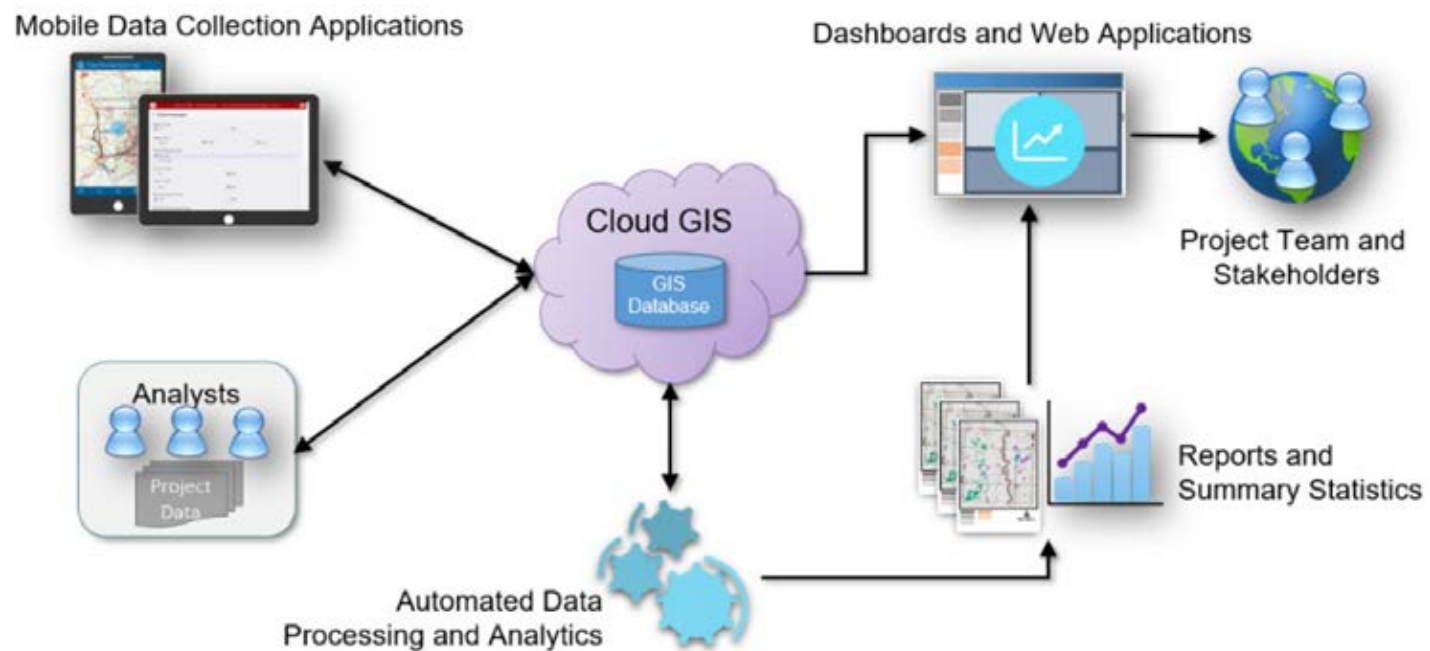 Mobile Data Collection Applications
Dashboards and Web Applications
Cloud GIS
GIS
Database
Project Team and
Stakeholders
Analysts
Project
Data
Reports and
Summary Statistics
Automated Data
Processing and Analytics